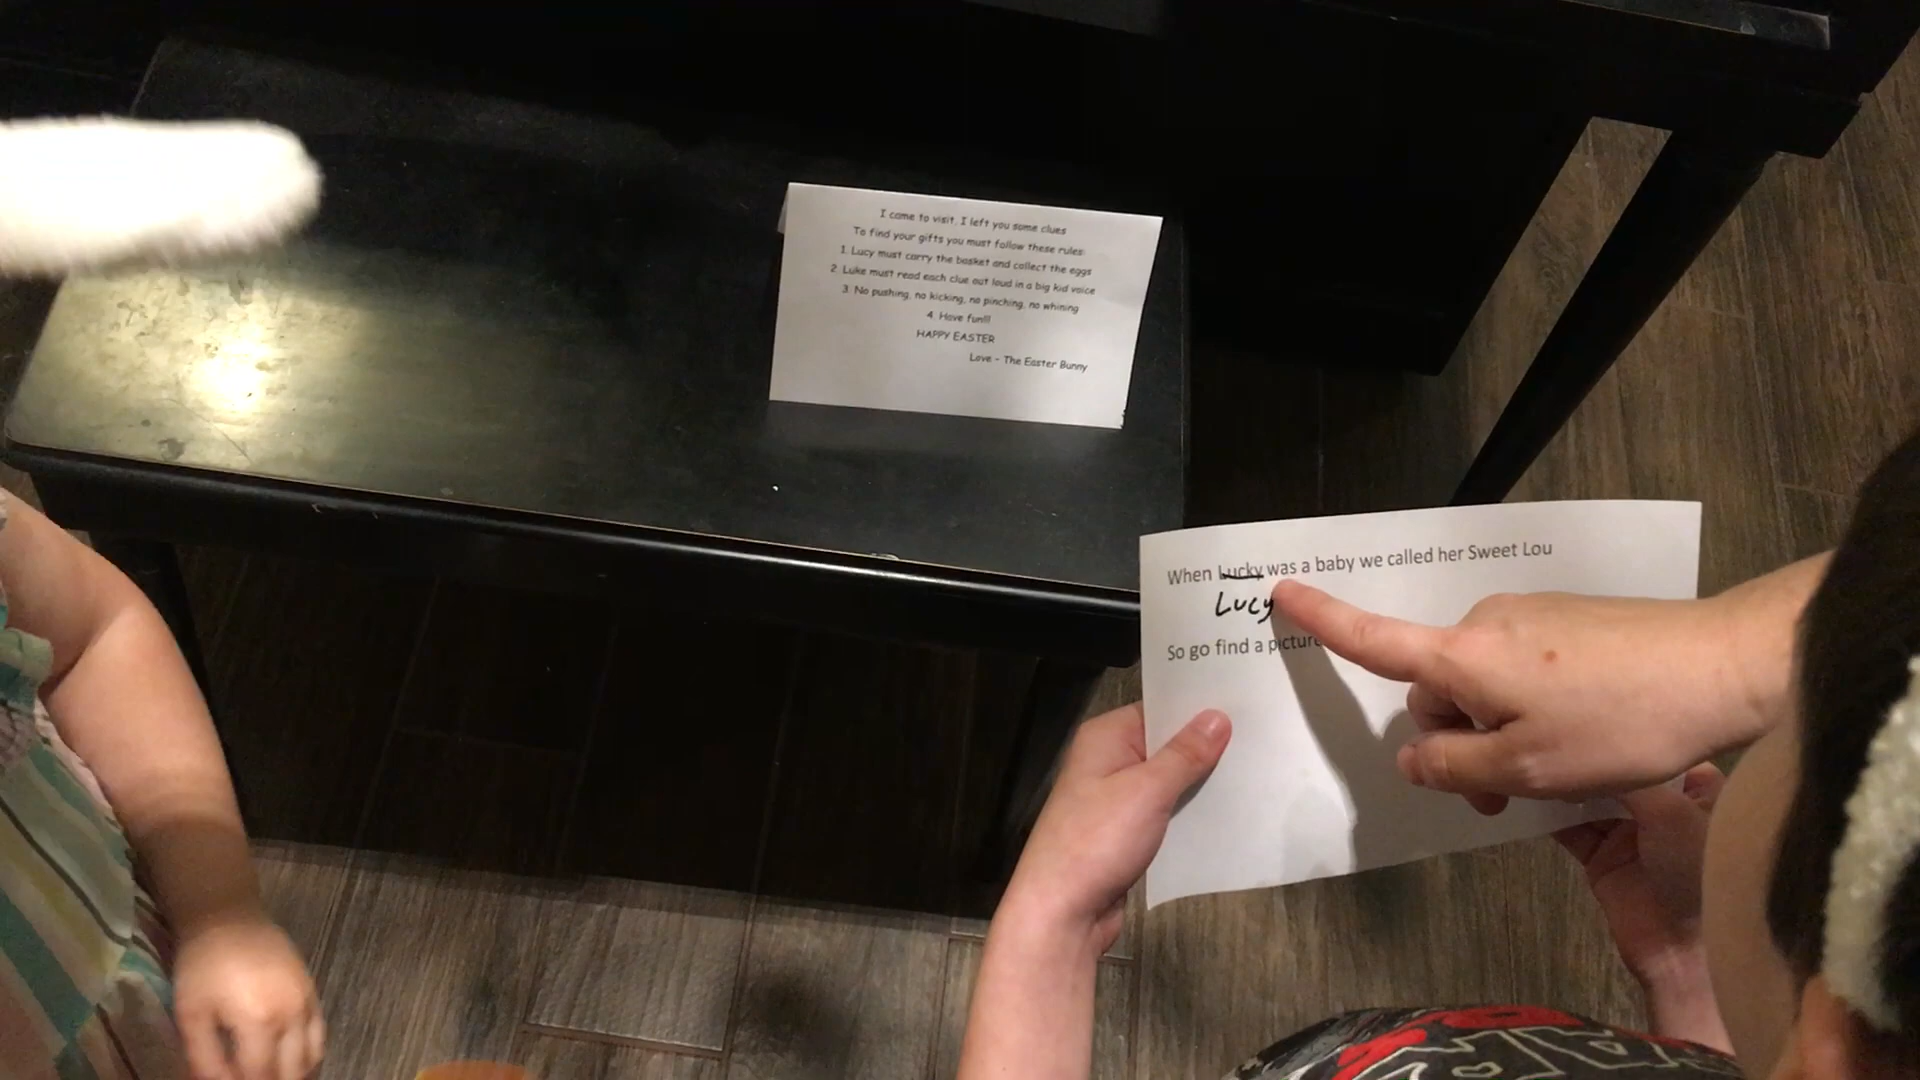 I came to visit, I left you some clues
To find your gifts you must follow these rules:
1. Lucy must carry the basket and collect the eggs
2. Luke must read each clue out loud in a big kid voice
3. No pushing, no kicking, no pinching, no whining
4. Have fun!!!
HAPPY EASTER
Love - The Easter Bunny
When Lucky was a baby we called her Sweet Lou
Lucy
So go find a picture